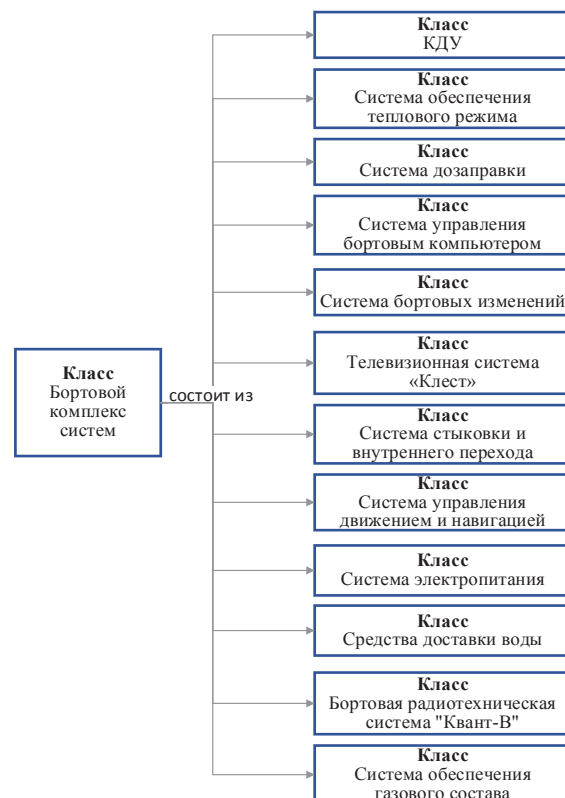 Класс
КДУ
Класс
Система обеспечения
теплового режима
Класс
Система дозаправки
Класс
Система управления
бортовым компьютером
Класс
Система бортовых изменений
Класс
Бортовой
комплекс
систем
состоит из
Класс
Телевизионная система
«Клест»
Класс
Система стыковки и
внутреннего перехода
Класс
Система управления
движением и навигацией
Класс
Система электропитания
Класс
Средства доставки воды
Класс
Бортовая радиотехническая
система "Квант-В"
Класс
Система обеспечения
газового состава